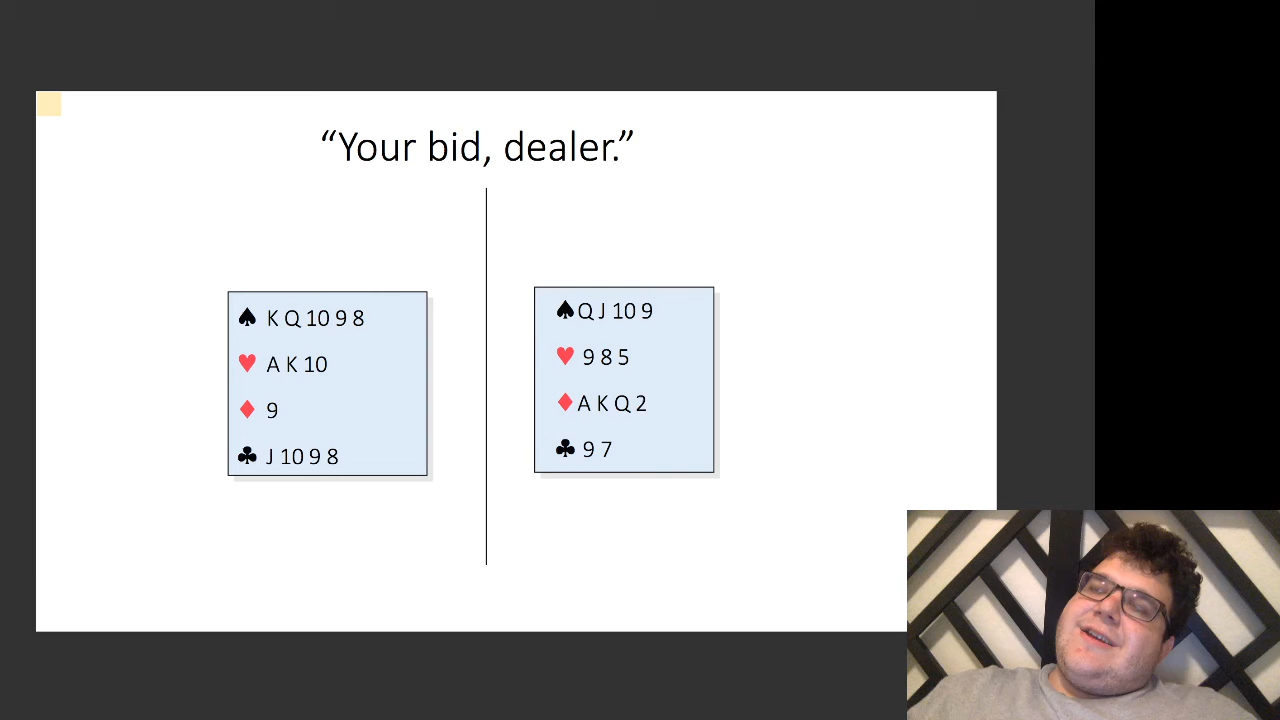 “Your bid, dealer.”
♠ K Q 10 9 8
♥ A K 10
♦ 9
♣ J 10 9 8
♠ Q J 10 9
♥ 9 8 5
♦ A K Q 2
♣ 9 7